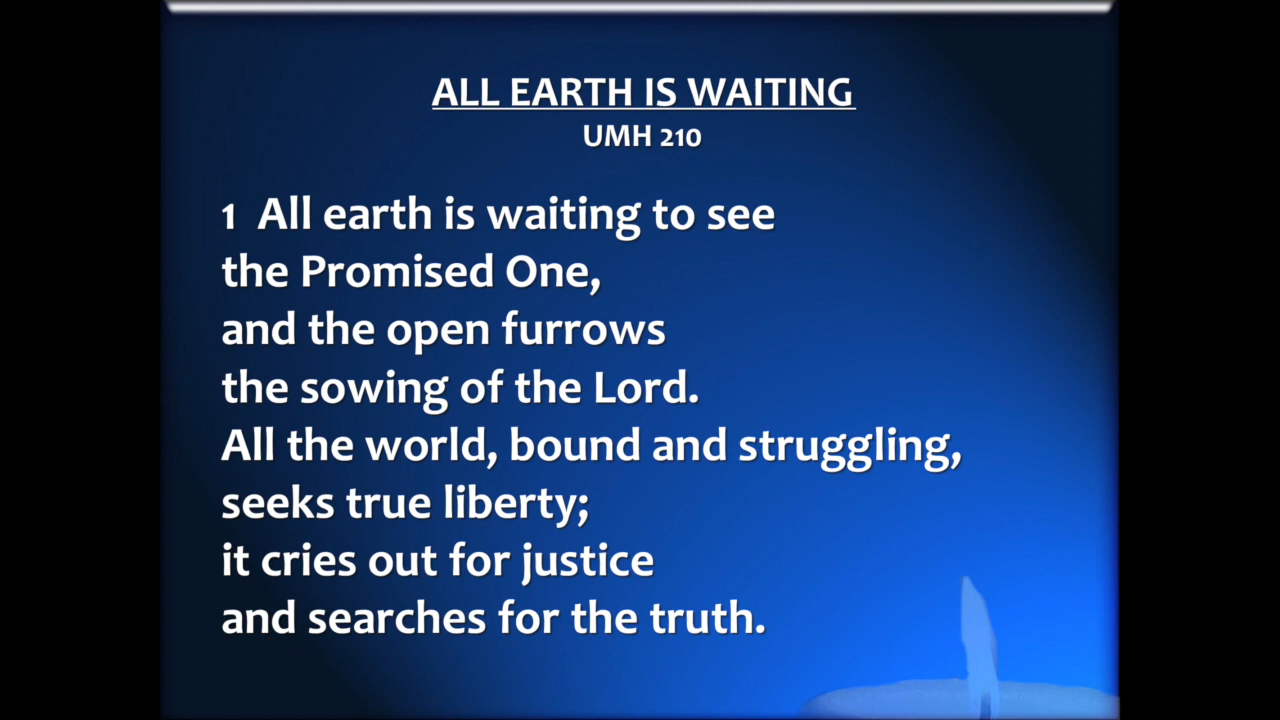 ALL EARTH IS WAITING
UMH 210
1 All earth is waiting to see
the Promised One,
and the open furrows
the sowing of the Lord.
All the world, bound and struggling,
seeks true liberty;
it cries out for justice
and searches for the truth.